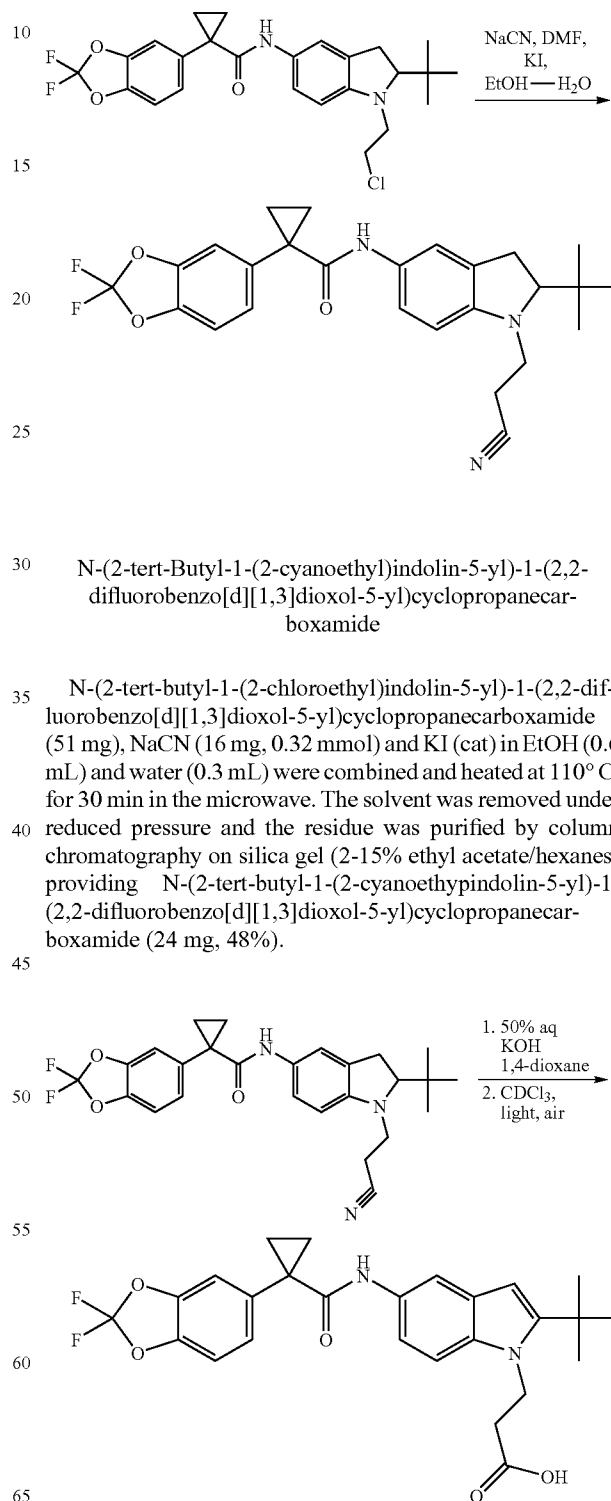 10
H
N
O
F
F
O
O
N
Cl
NaCN, DMF,
KI,
EtOH—H2O
15
H
N
O
F
F
O
O
N
20
25
N
30 N-(2-tert-Butyl-1-(2-cyanoethyl)indolin-5-yl)-1-(2,2-
difluorobenzo[d][1,3]dioxol-5-yl)cyclopropanecar-
boxamide
35 N-(2-tert-butyl-1-(2-chloroethyl)indolin-5-yl)-1-(2,2-dif-
luorobenzo[d][1,3]dioxol-5-yl)cyclopropanecarboxamide
(51 mg), NaCN (16 mg, 0.32 mmol) and KI (cat) in EtOH
mL) and water (0.3 mL) were combined and heated at 110° C
for 30 min in the microwave. The solvent was removed unde
40 reduced pressure and the residue was purified by column
chromatography on silica gel (2-15% ethyl acetate/hexanes
providing N-(2-tert-butyl-1-(2-cyanoethypindolin-5-yl)-1
(2,2-difluorobenzo[d][1,3]dioxol-5-yl)cyclopropanecar-
boxamide (24 mg, 48%).
45
H
N
O
F
F
O
O
N
N
1. 50% aq
KOH
1,4-dioxane
2. CDCl3,
light, air
50
55
H
N
O
F
F
O
O
N
60
O
OH
65